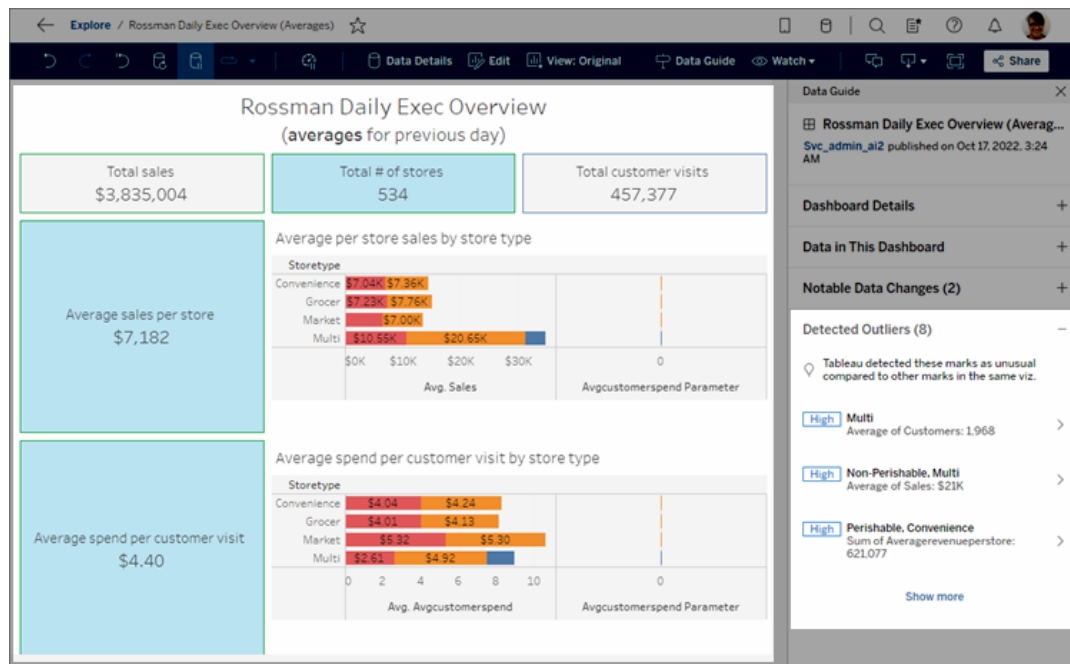 Explore / Rossman Daily Exec Overview (Averages)
Data Details Edit View: Original Data Guide Watch Share
Rossman Daily Exec Overview
(averages for previous day)
Total sales
$3,835,004
Total # of stores
534
Total customer visits
457,377
Average sales per store
$7,182
Average per store sales by store type
Storetype
Convenience $7.04K $7.36K
Grocer $7.23K $7.76K
Market $7.00K
Multi $10.55K $20.65K
$0K $10K $20K $30K 0
Avg. Sales Avgcustomerspend Parameter
Average spend per customer visit
$4.40
Average spend per customer visit by store type
Storetype
Convenience $4.04 $4.24
Grocer $4.01 $4.13
Market $5.32 $5.30
Multi $2.61 $4.92
0 2 4 6 8 10 0
Avg. Avgcustomerspend Avgcustomerspend Parameter
Data Guide
Rossman Daily Exec Overview (Averag...
Svc_admin_ai2 published on Oct 17, 2022, 3:24
AM
Dashboard Details
Data in This Dashboard
Notable Data Changes (2)
Detected Outliers (8)
Tableau detected these marks as unusual
compared to other marks in the same viz.
High Multi
Average of Customers: 1,968
High Non-Perishable, Multi
Average of Sales: $21K
High Perishable, Convenience
Sum of Averagerevenueperstore:
621,077
Show more